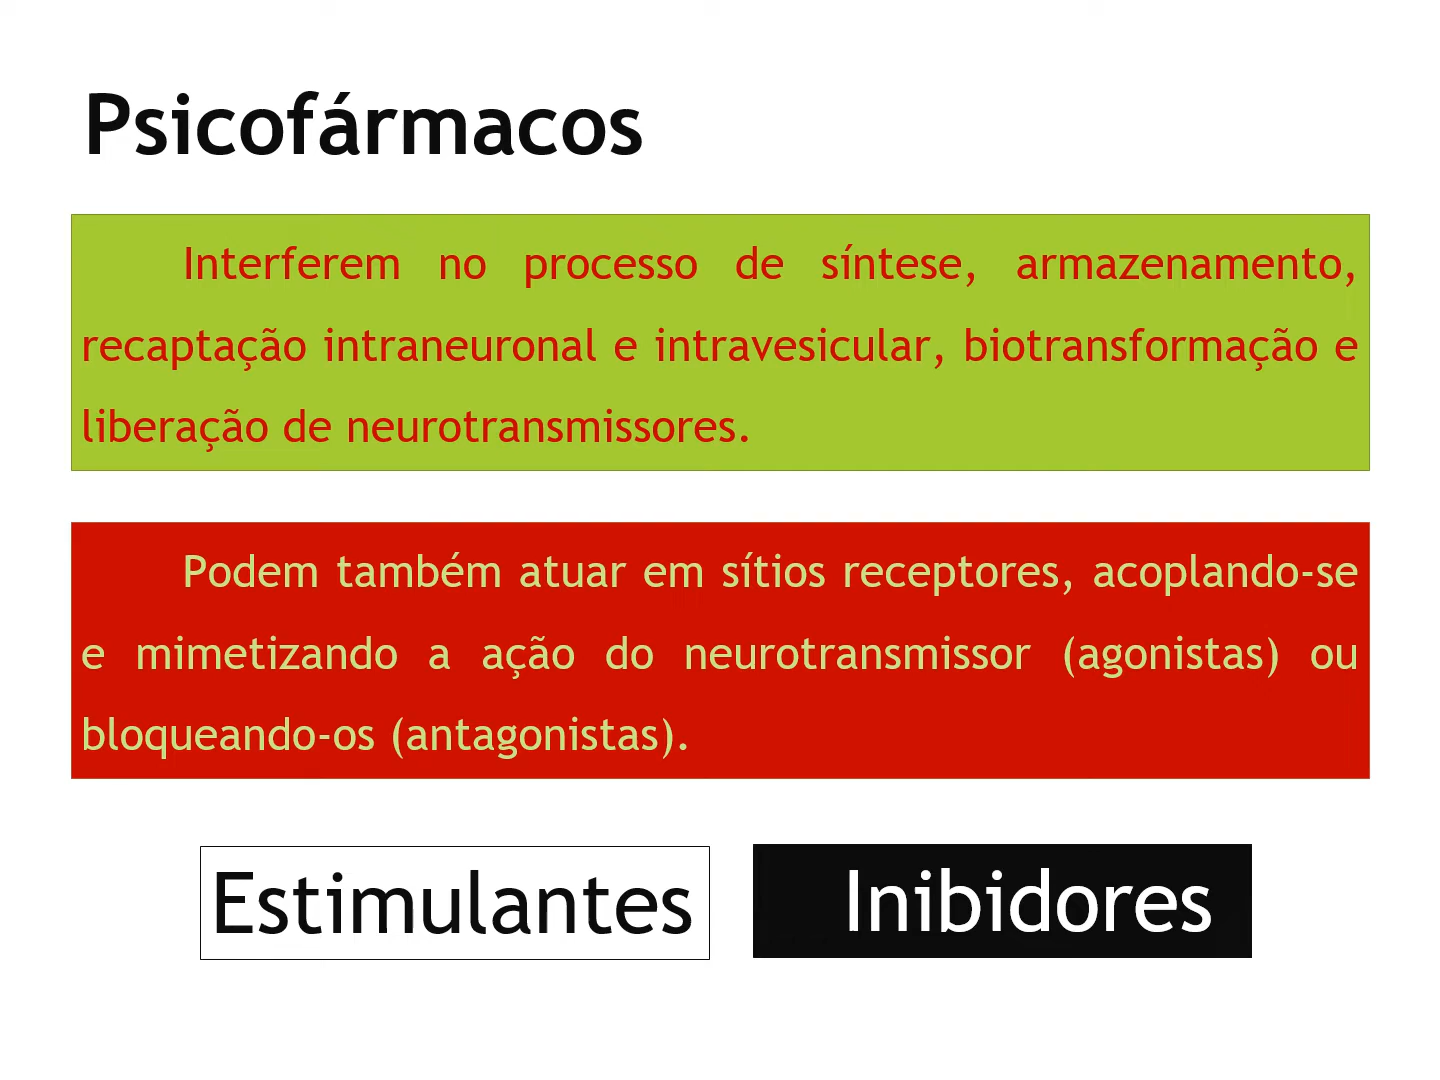 Psicofármacos
Interferem no processo de síntese, armazenamento,
recaptação intraneuronal e intravesicular, biotransformação e
liberação de neurotransmissores.
Podem também atuar em sítios receptores, acoplando-se
e mimetizando a ação do neurotransmissor (agonistas) ou
bloqueando-os (antagonistas).
Estimulantes
Inibidores